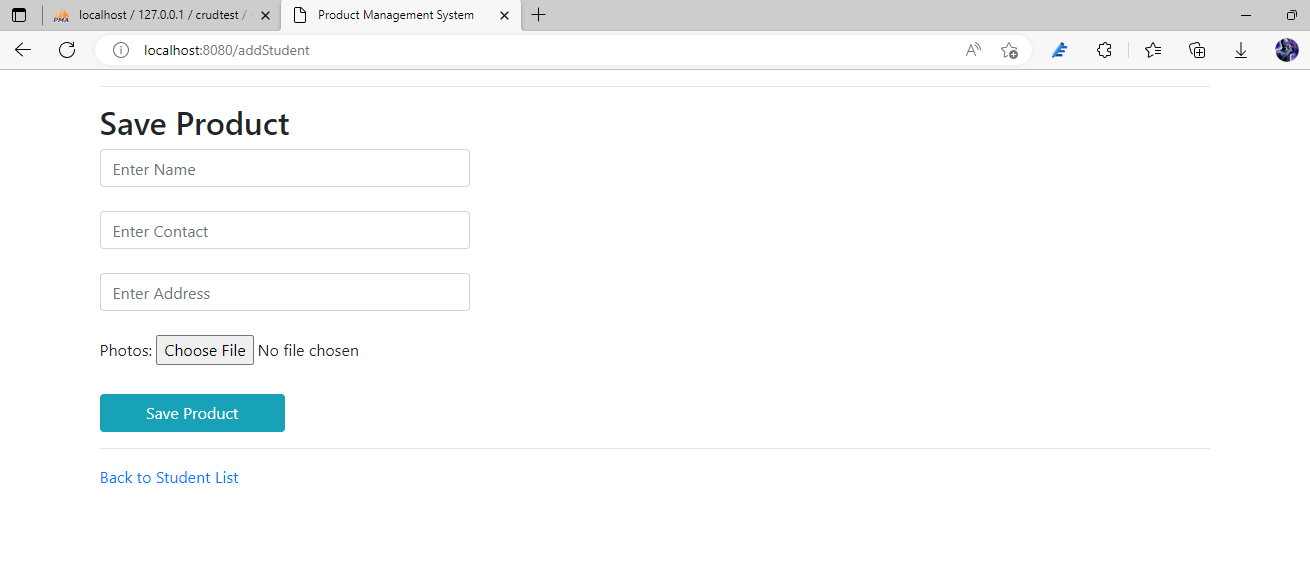 PMA localhost / 127.0.0.1 / crudtest / Product Management System
localhost:8080/addStudent
Save Product
Enter Name
Enter Contact
Enter Address
Photos: Choose File No file chosen
Save Product
Back to Student List